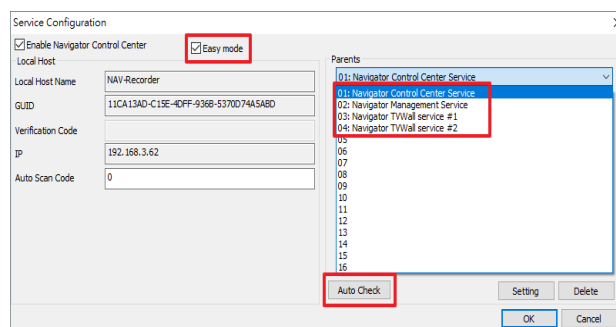 Service Configuration
Enable Navigator Control Center
Easy mode
Local Host
Local Host Name
NAV-Recorder
GUID
11CA13AD-C15E-4DFF-936B-5370D74A5ABD
Verification Code
IP
192.168.3.62
Auto Scan Code
0
Parents
01: Navigator Control Center Service
01: Navigator Control Center Service
02: Navigator Management Service
03: Navigator TVWall service #1
04: Navigator TVWall service #2
05
06
07
08
09
10
11
12
13
14
15
16
Auto Check
Setting
Delete
OK
Cancel